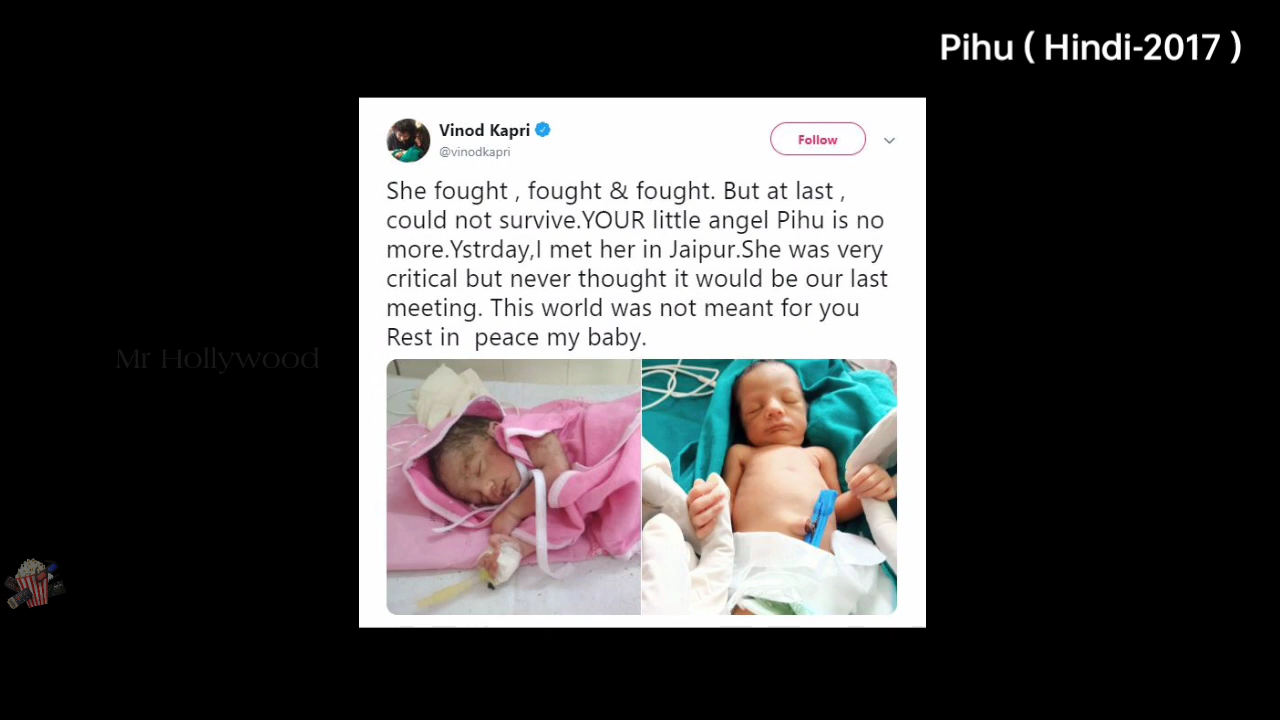 Pihu ( Hindi-2017 )
Vinod Kapri
@vinodkapri
Follow
She fought , fought & fought. But at last ,
could not survive.YOUR little angel Pihu is no
more.Ystrday,I met her in Jaipur.She was very
critical but never thought it would be our last
meeting. This world was not meant for you
Rest in  peace my baby.
Mr Hollywood